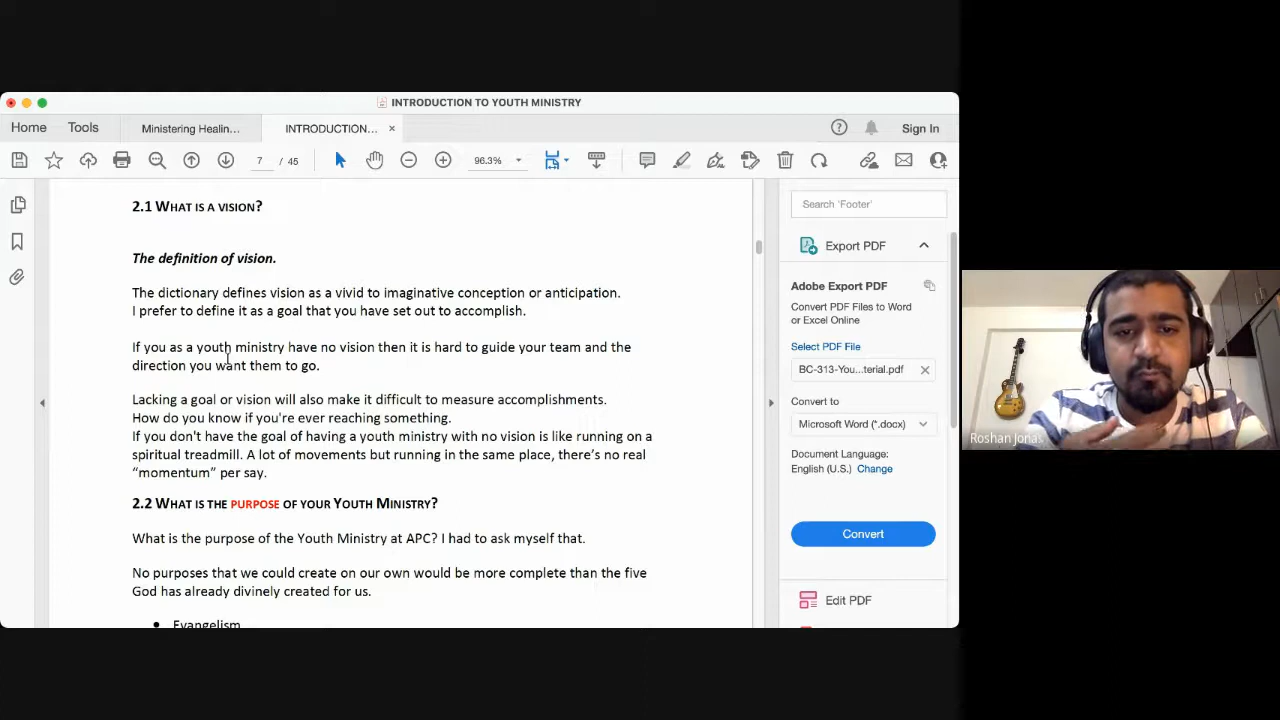 INTRODUCTION TO YOUTH MINISTRY
Home
Tools
Ministering Healin...
INTRODUCTION...
Sign In
7 / 45
96.3%
2.1 WHAT IS A VISION?
The definition of vision.
The dictionary defines vision as a vivid to imaginative conception or anticipation.
I prefer to define it as a goal that you have set out to accomplish.
If you as a youth ministry have no vision then it is hard to guide your team and the
direction you want them to go.
Lacking a goal or vision will also make it difficult to measure accomplishments.
How do you know if you're ever reaching something.
If you don't have the goal of having a youth ministry with no vision is like running on a
spiritual treadmill. A lot of movements but running in the same place, there's no real
“momentum” per say.
2.2 WHAT IS THE PURPOSE OF YOUR YOUTH MINISTRY?
What is the purpose of the Youth Ministry at APC? I had to ask myself that.
No purposes that we could create on our own would be more complete than the five
God has already divinely created for us.
• Evangelism
Search 'Footer'
Export PDF
Adobe Export PDF
Convert PDF Files to Word
or Excel Online
Select PDF File
BC-313-You...terial.pdf
Convert to
Microsoft Word (*.docx)
Document Language:
English (U.S.) Change
Convert
Edit PDF
Roshan Jonas